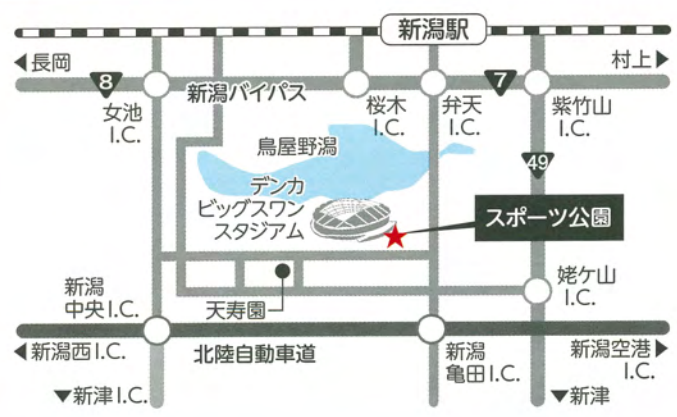 新潟駅
◀長岡
村上▶
8
7
新潟バイパス
女池
I.C.
桜木
I.C.
弁天
I.C.
紫竹山
I.C.
鳥屋野潟
49
デンカ
ビッグスワン
スタジアム
スポーツ公園
新潟
中央I.C.
天寿園
姥ケ山
I.C.
◀新潟西I.C.
北陸自動車道
新潟
亀田I.C.
新潟空港▶
I.C.
▼新津I.C.
▼新津